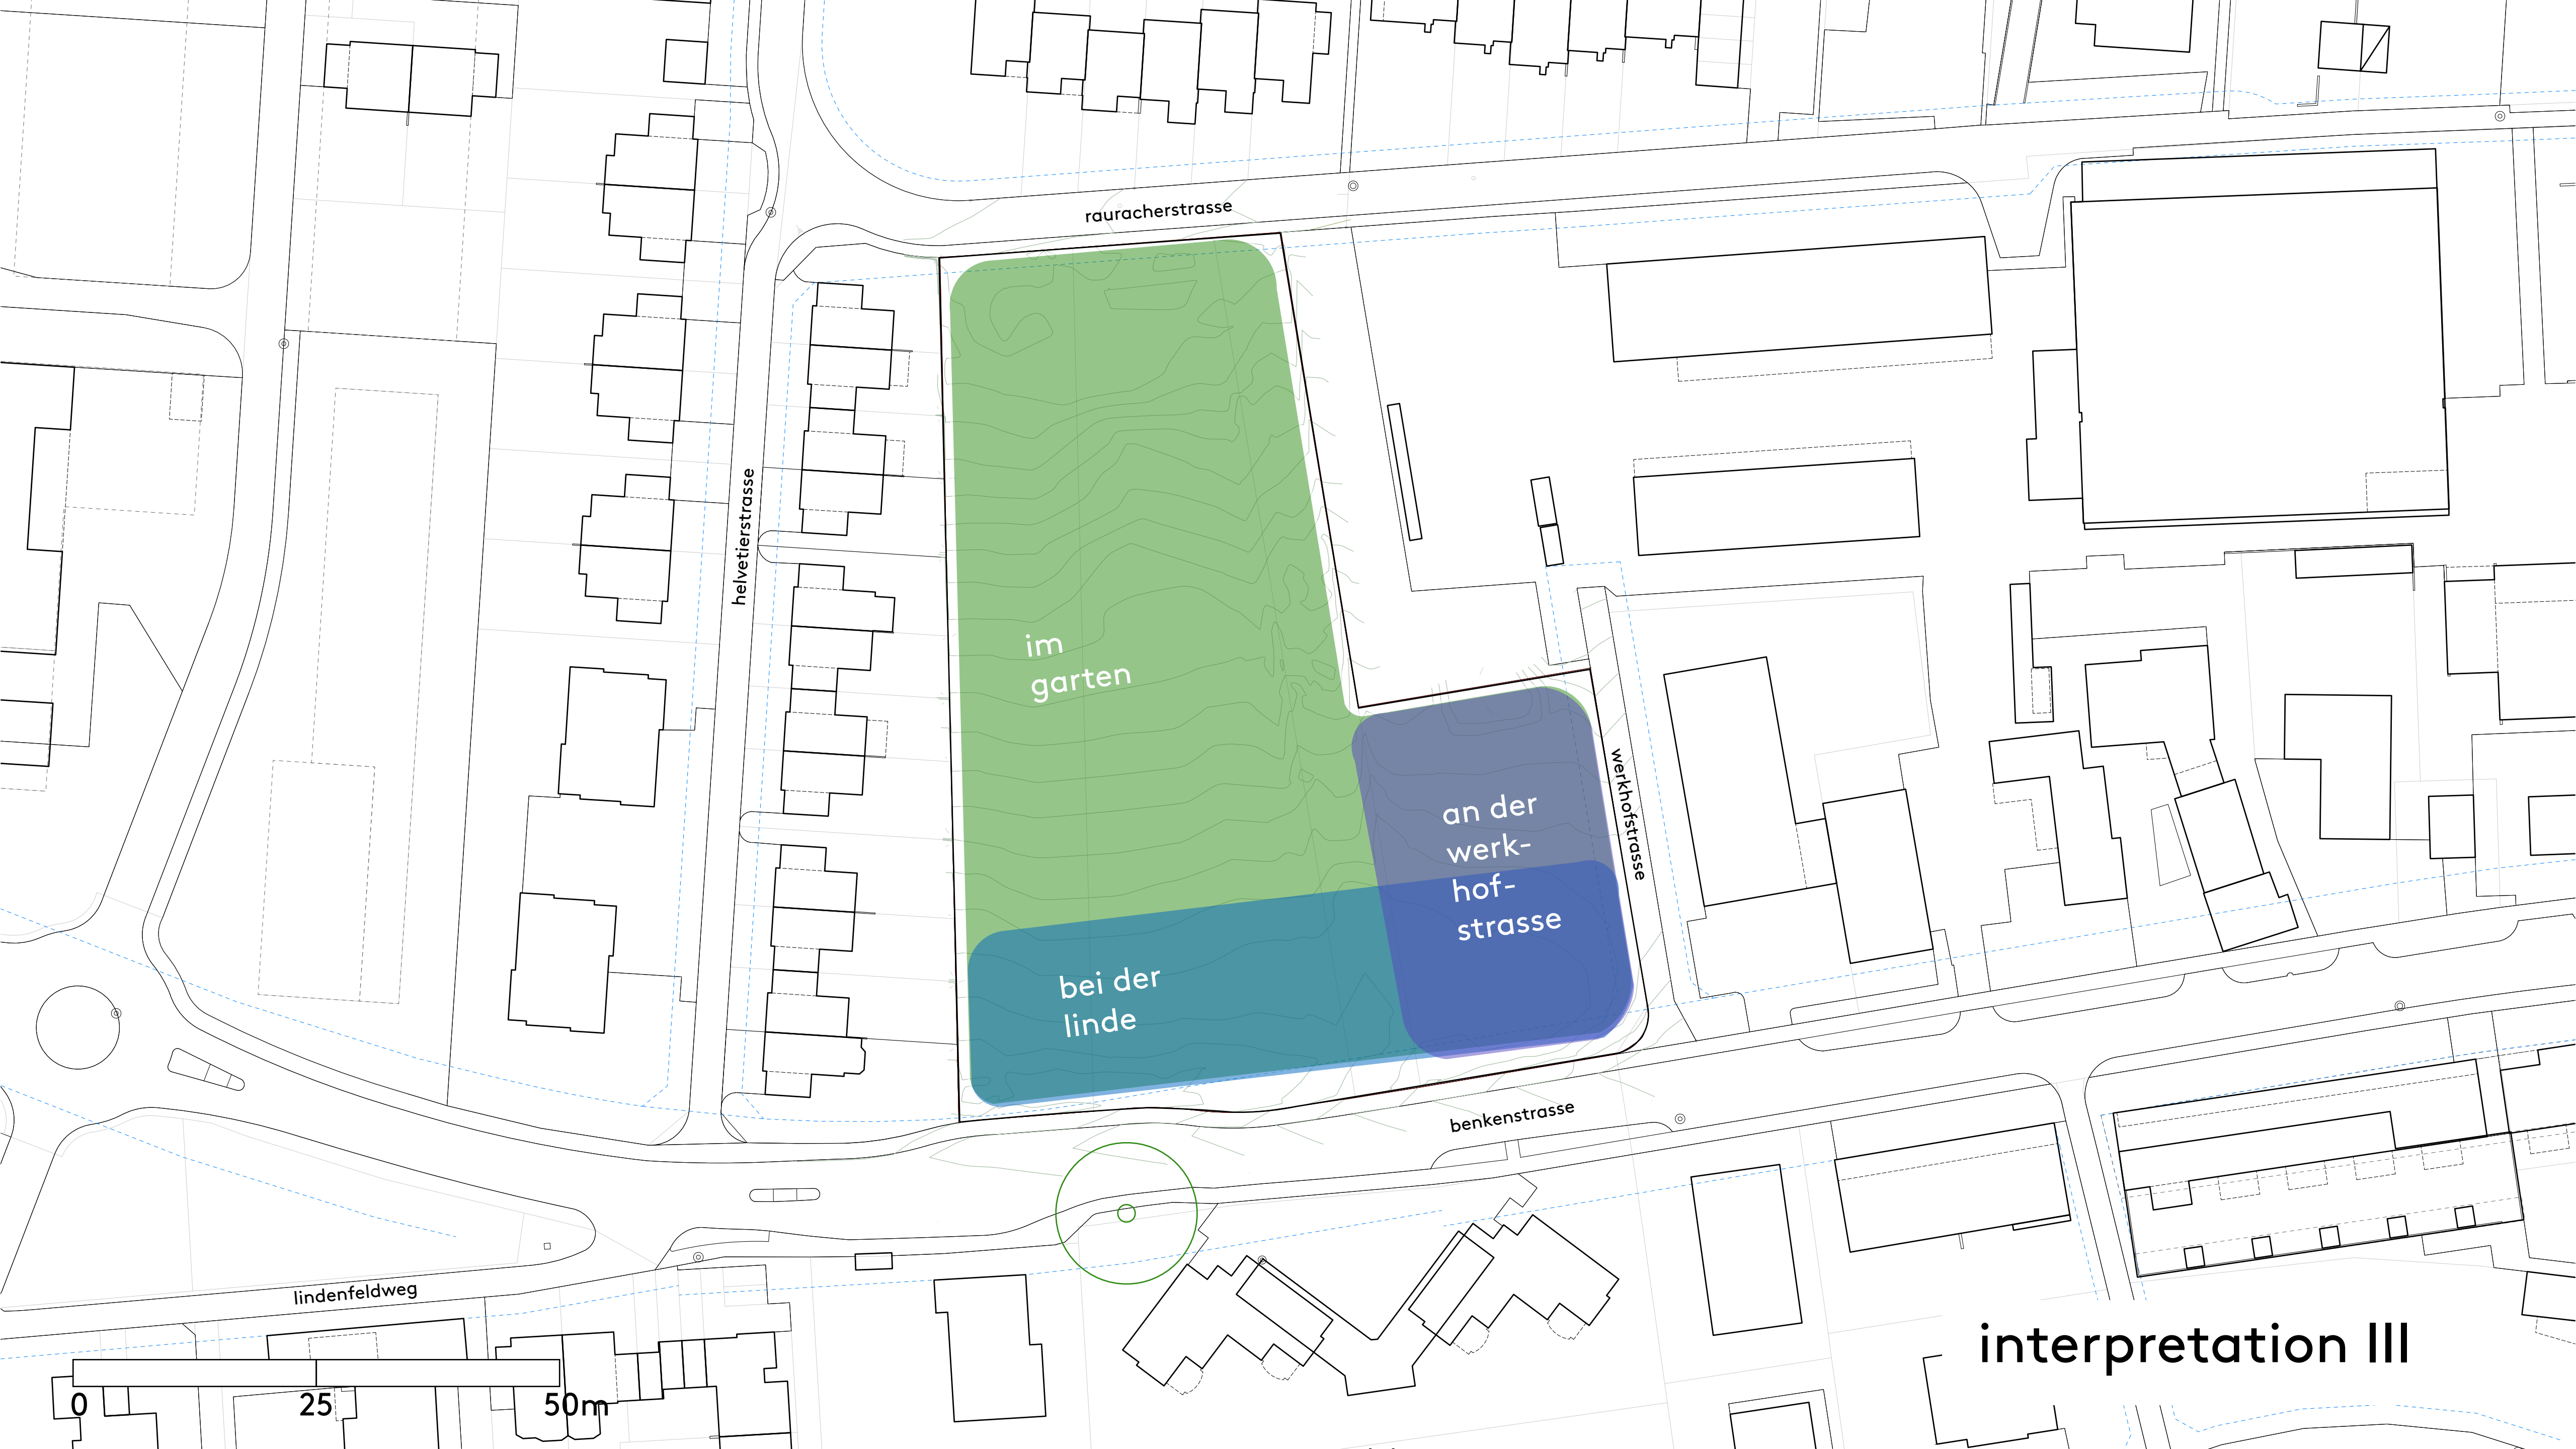 rauracherstrasse
helvetierstrasse
im
garten
an der
werk-
hof-
strasse
werkhofstrasse
bei der
linde
benkenstrasse
lindenfeldweg
interpretation III
0 25 50m